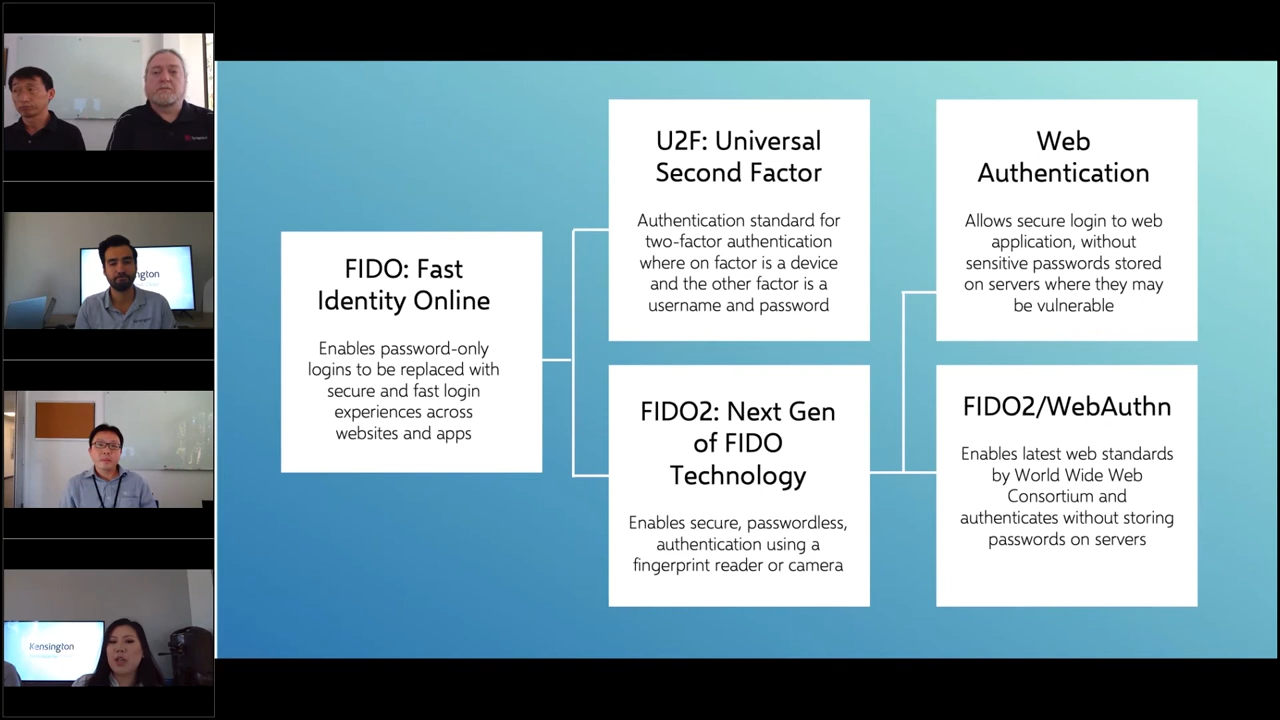 FIDO: Fast
Identity Online
Enables password-only
logins to be replaced with
secure and fast login
experiences across
websites and apps
U2F: Universal
Second Factor
Authentication standard for
two-factor authentication
where on factor is a device
and the other factor is a
username and password
FIDO2: Next Gen
of FIDO
Technology
Enables secure, passwordless,
authentication using a
fingerprint reader or camera
Web
Authentication
Allows secure login to web
application, without
sensitive passwords stored
on servers where they may
be vulnerable
FIDO2/WebAuthn
Enables latest web standards
by World Wide Web
Consortium and
authenticates without storing
passwords on servers
Kensington